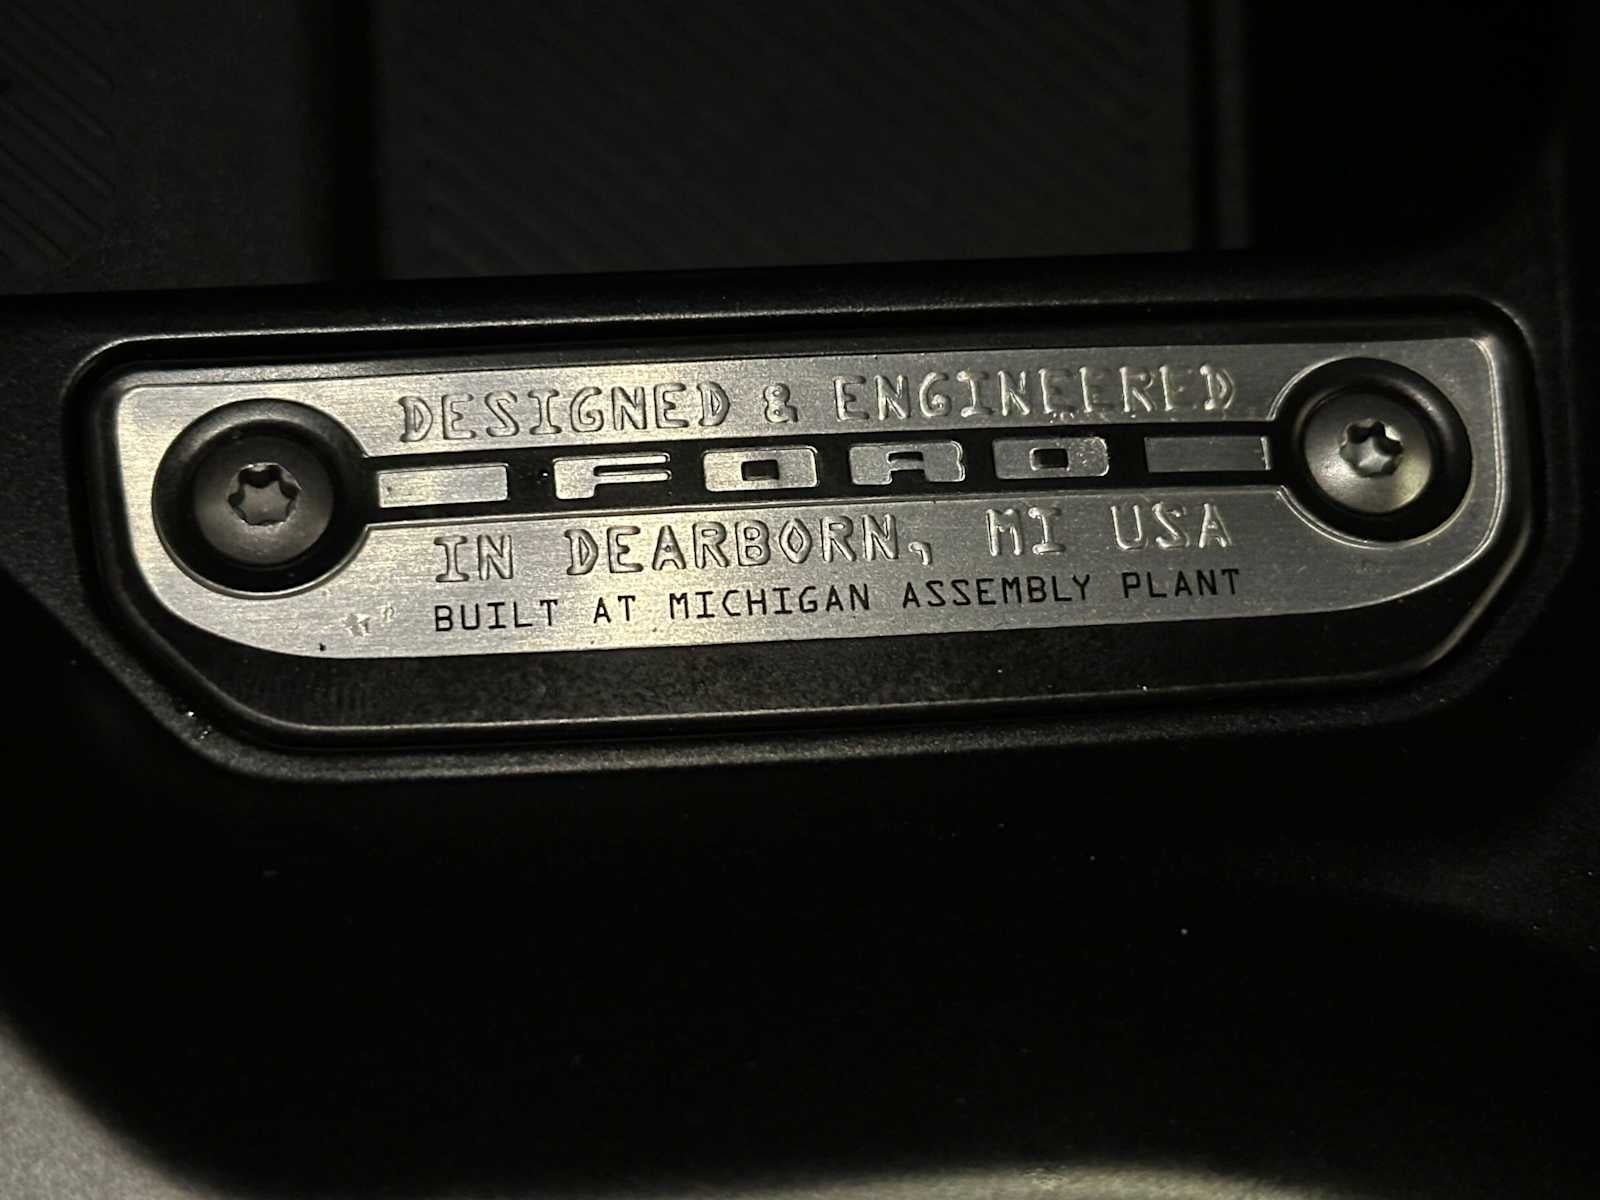 DESIGNED & ENGINEERED
FORD
IN DEARBORN, MI USA
BUILT AT MICHIGAN ASSEMBLY PLANT